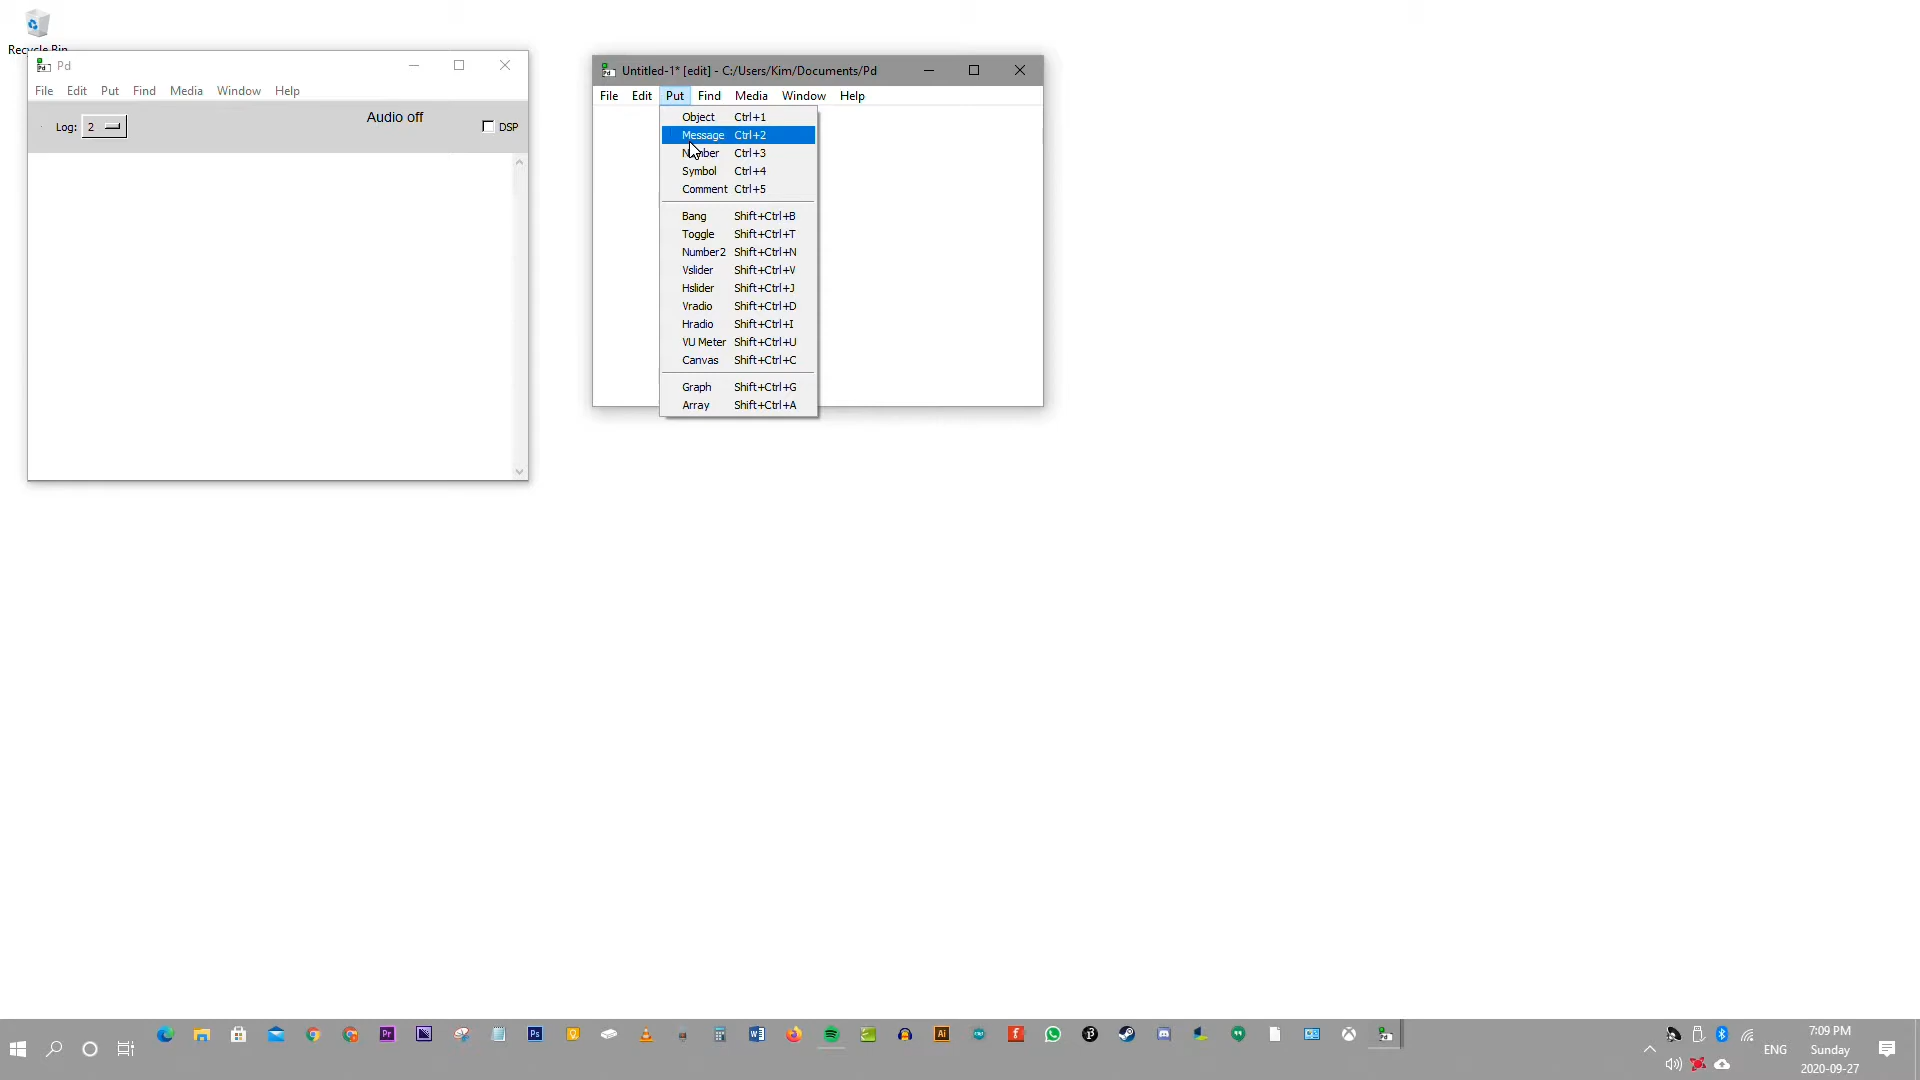 Recycle Bin
Pd
File Edit Put Find Media Window Help
Log: 2
Audio off
DSP
Untitled-1* [edit] - C:/Users/Kim/Documents/Pd
File Edit Put Find Media Window Help
Object Ctrl+1
Message Ctrl+2
Number Ctrl+3
Symbol Ctrl+4
Comment Ctrl+5
Bang Shift+Ctrl+B
Toggle Shift+Ctrl+T
Number2 Shift+Ctrl+N
Vslider Shift+Ctrl+V
Hslider Shift+Ctrl+J
Vradio Shift+Ctrl+D
Hradio Shift+Ctrl+I
VU Meter Shift+Ctrl+U
Canvas Shift+Ctrl+C
Graph Shift+Ctrl+G
Array Shift+Ctrl+A
Pr
Ps
W
Ai
Pd
ENG
7:09 PM
Sunday
2020-09-27